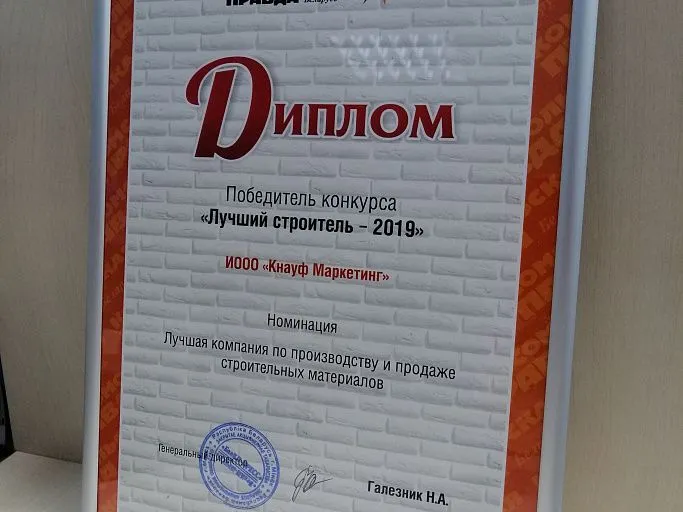 ПРАВДА
Диплом
Победитель конкурса
«Лучший строитель – 2019»
ИООО «Кнауф Маркетинг»
Номинация
Лучшая компания по производству и продаже
строительных материалов
Генеральный директор
Галезник Н.А.